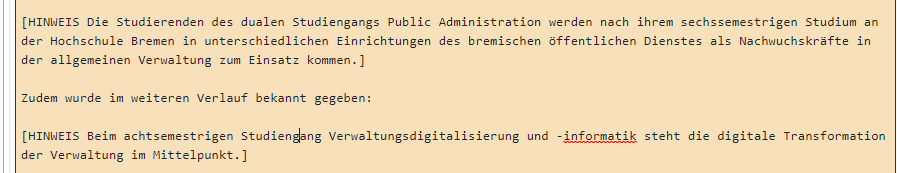 [HINWEIS Die Studierenden des dualen Studiengangs Public Administration werden nach ihrem sechssemestrigen Studium an
der Hochschule Bremen in unterschiedlichen Einrichtungen des bremischen öffentlichen Dienstes als Nachwuchskräfte in
der allgemeinen Verwaltung zum Einsatz kommen.]
Zudem wurde im weiteren Verlauf bekannt gegeben:
[HINWEIS Beim achtsemestrigen Studiengang Verwaltungsdigitalisierung und -informatik steht die digitale Transformation
der Verwaltung im Mittelpunkt.]